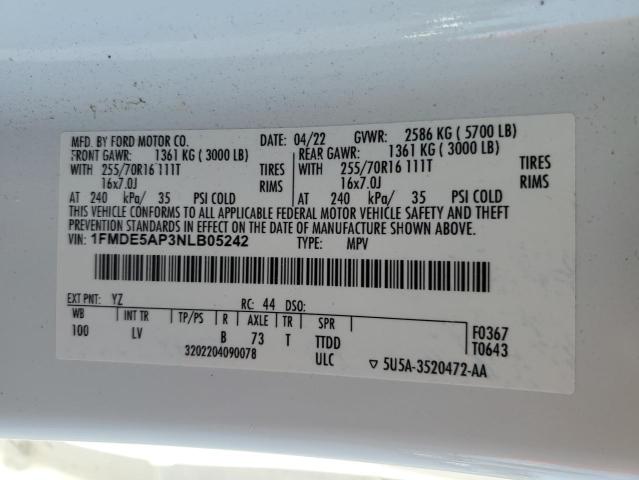 MFD. BY FORD MOTOR CO. DATE: 04/22 GVWR: 2586 KG ( 5700 LB)
FRONT GAWR: 1361 KG ( 3000 LB) REAR GAWR: 1361 KG ( 3000 LB)
WITH 255/70R16 111T TIRES WITH 255/70R16 111T TIRES
16x7.0J RIMS 16x7.0J RIMS
AT 240 kPa/ 35 PSI COLD AT 240 kPa/ 35 PSI COLD
THIS VEHICLE CONFORMS TO ALL APPLICABLE FEDERAL MOTOR VEHICLE SAFETY AND THEFT
PREVENTION STANDARDS IN EFFECT ON THE DATE OF MANUFACTURE SHOWN ABOVE.
VIN: 1FMDE5AP3NLB05242 TYPE: MPV
EXT PNT: YZ RC: 44 DSO:
WB INT TR TP/PS R AXLE TR SPR F0367
100 LV B 73 T TTDD T0643
3202204090078 ULC ▽ 5U5A-3520472-AA